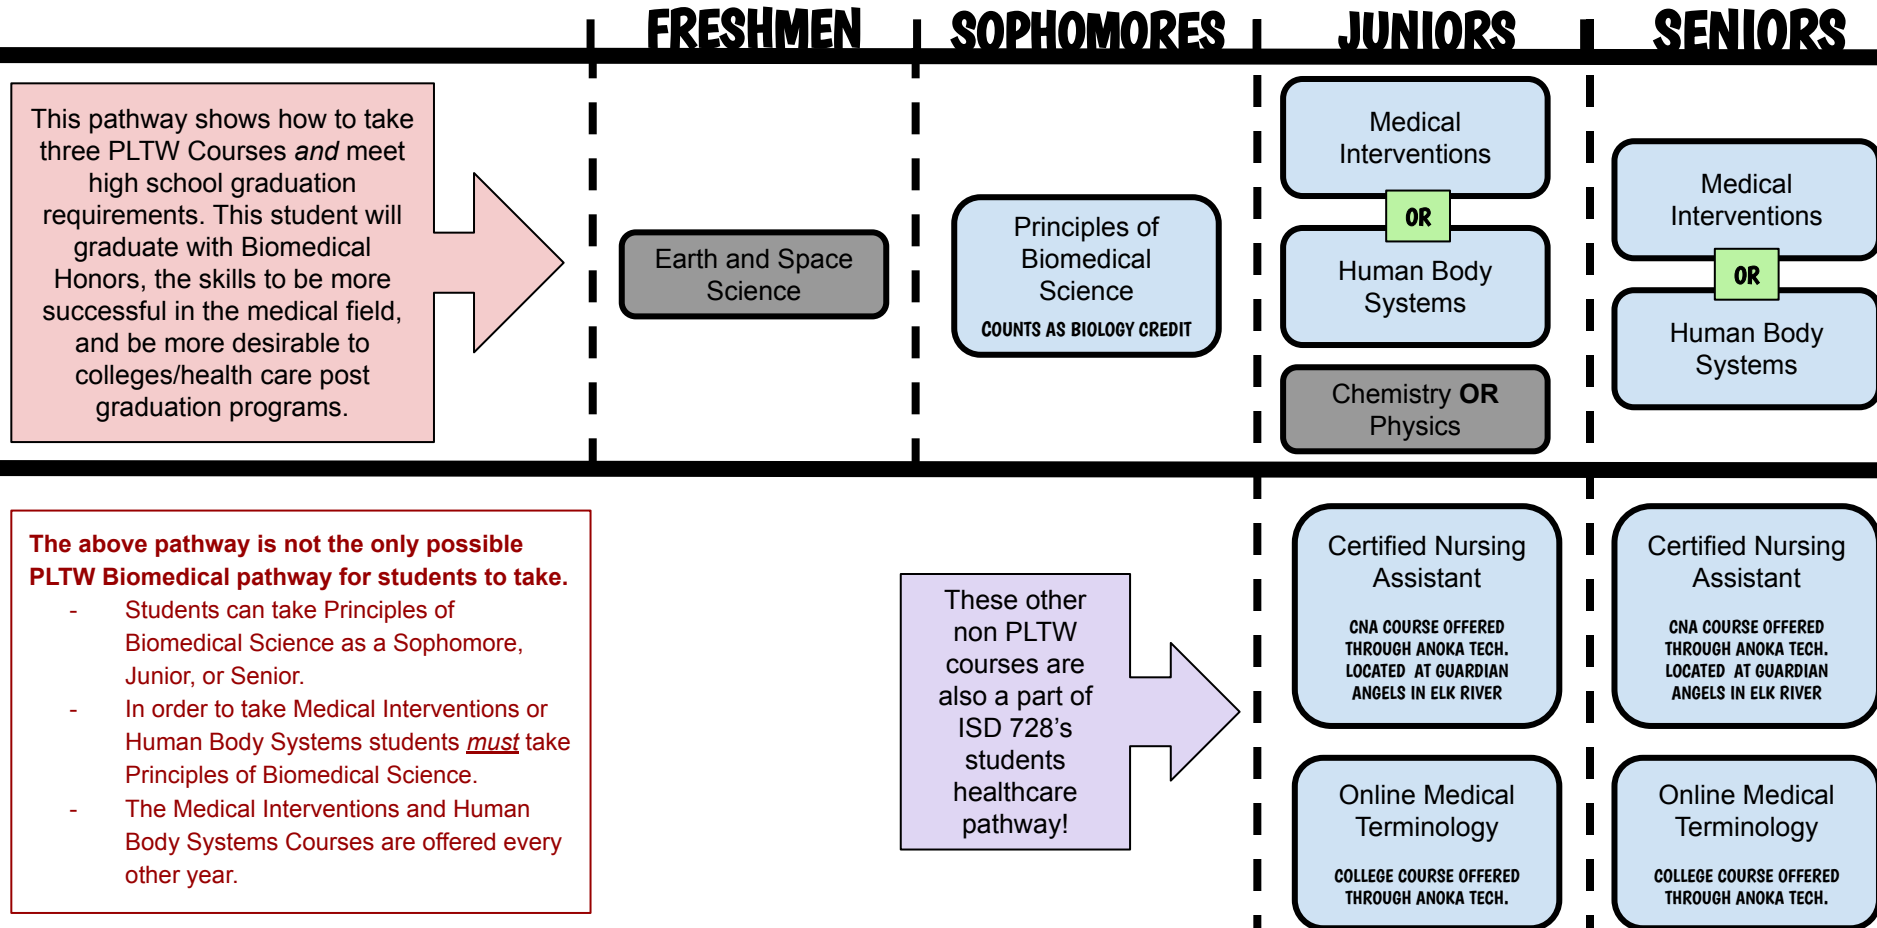 FRESHMEN
SOPHOMORES
JUNIORS
SENIORS
This pathway shows how to take
three PLTW Courses and meet
high school graduation
requirements. This student will
graduate with Biomedical
Honors, the skills to be more
successful in the medical field,
and be more desirable to
colleges/health care post
graduation programs.
Earth and Space
Science
Principles of
Biomedical
Science
COUNTS AS BIOLOGY CREDIT
Medical
Interventions
OR
Human Body
Systems
Chemistry OR
Physics
Medical
Interventions
OR
Human Body
Systems
The above pathway is not the only possible
PLTW Biomedical pathway for students to take.
- Students can take Principles of
Biomedical Science as a Sophomore,
Junior, or Senior.
- In order to take Medical Interventions or
Human Body Systems students must take
Principles of Biomedical Science.
- The Medical Interventions and Human
Body Systems Courses are offered every
other year.
These other
non PLTW
courses are
also a part of
ISD 728’s
students
healthcare
pathway!
Certified Nursing
Assistant
CNA COURSE OFFERED
THROUGH ANOKA TECH.
LOCATED AT GUARDIAN
ANGELS IN ELK RIVER
Online Medical
Terminology
COLLEGE COURSE OFFERED
THROUGH ANOKA TECH.
Certified Nursing
Assistant
CNA COURSE OFFERED
THROUGH ANOKA TECH.
LOCATED AT GUARDIAN
ANGELS IN ELK RIVER
Online Medical
Terminology
COLLEGE COURSE OFFERED
THROUGH ANOKA TECH.